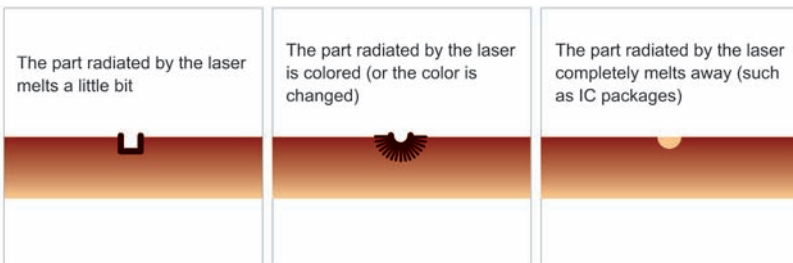 The part radiated by the laser
melts a little bit
The part radiated by the laser
is colored (or the color is
changed)
The part radiated by the laser
completely melts away (such
as IC packages)